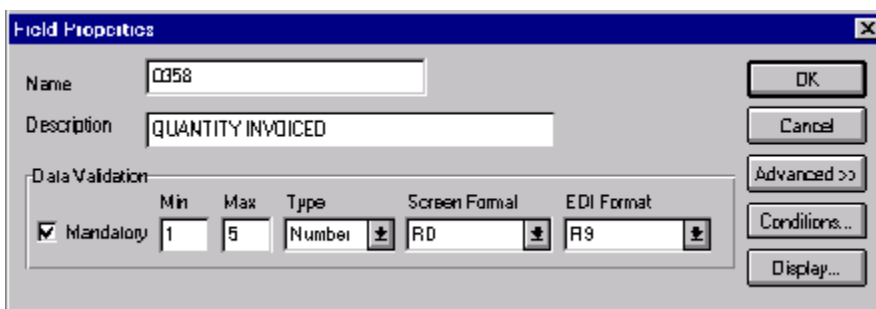 Field Properties
Name 0358 OK
Description QUANTITY INVOICED Cancel
Data Validation Advanced >>
Min Max Type Screen Format EDI Format
Mandatory 1 5 Number R0 R9 Conditions...
Display...